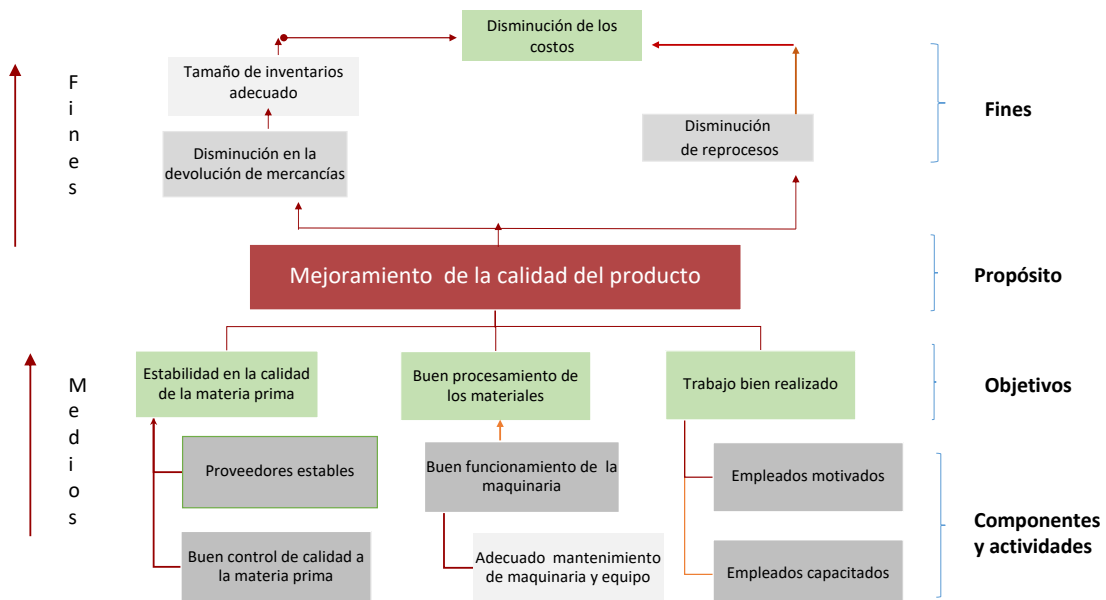 Disminución de los
costos
Tamaño de inventarios
adecuado
Disminución en la
devolución de mercancías
Disminución
de reprocesos
Fines
Fines
Mejoramiento de la calidad del producto
Propósito
Medios
Estabilidad en la calidad
de la materia prima
Buen procesamiento de
los materiales
Trabajo bien realizado
Objetivos
Proveedores estables
Buen funcionamiento de la
maquinaria
Empleados motivados
Buen control de calidad a
la materia prima
Adecuado mantenimiento
de maquinaria y equipo
Empleados capacitados
Componentes
y actividades